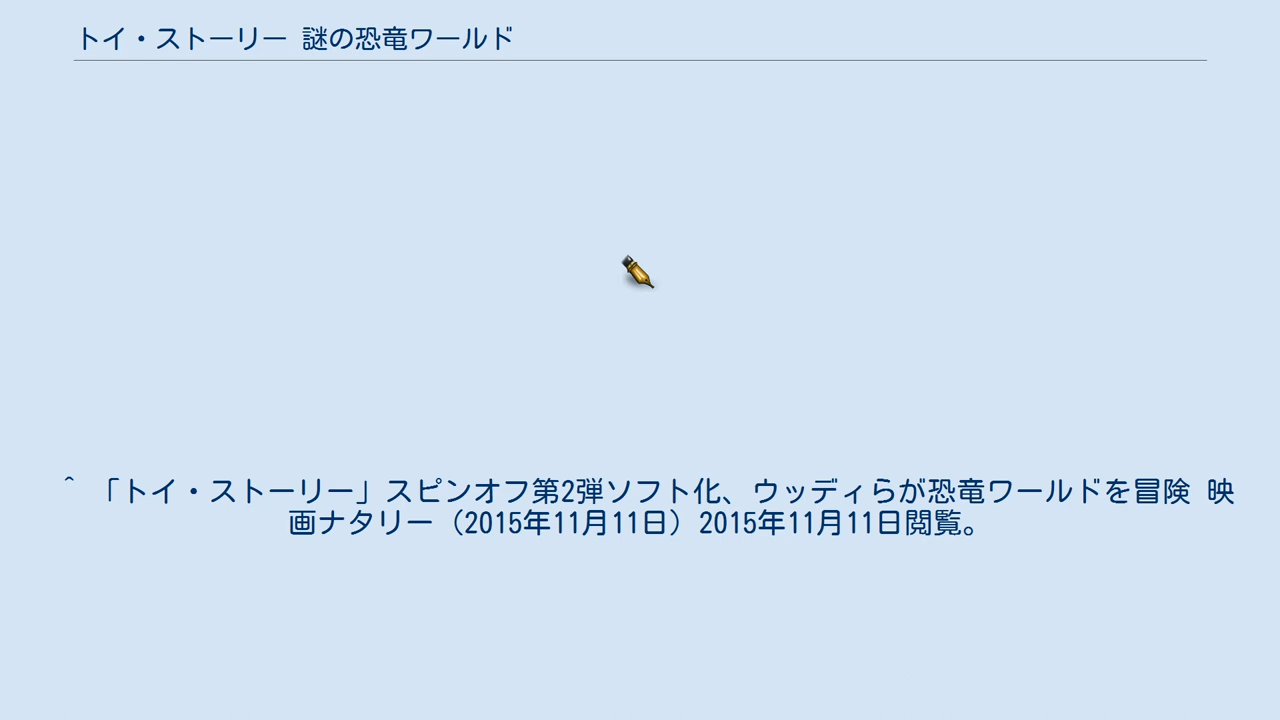 トイ・ストーリー 謎の恐竜ワールド
^ 「トイ・ストーリー」スピンオフ第2弾ソフト化、ウッディらが恐竜ワールドを冒険 映
画ナタリー（2015年11月11日）2015年11月11日閲覧。